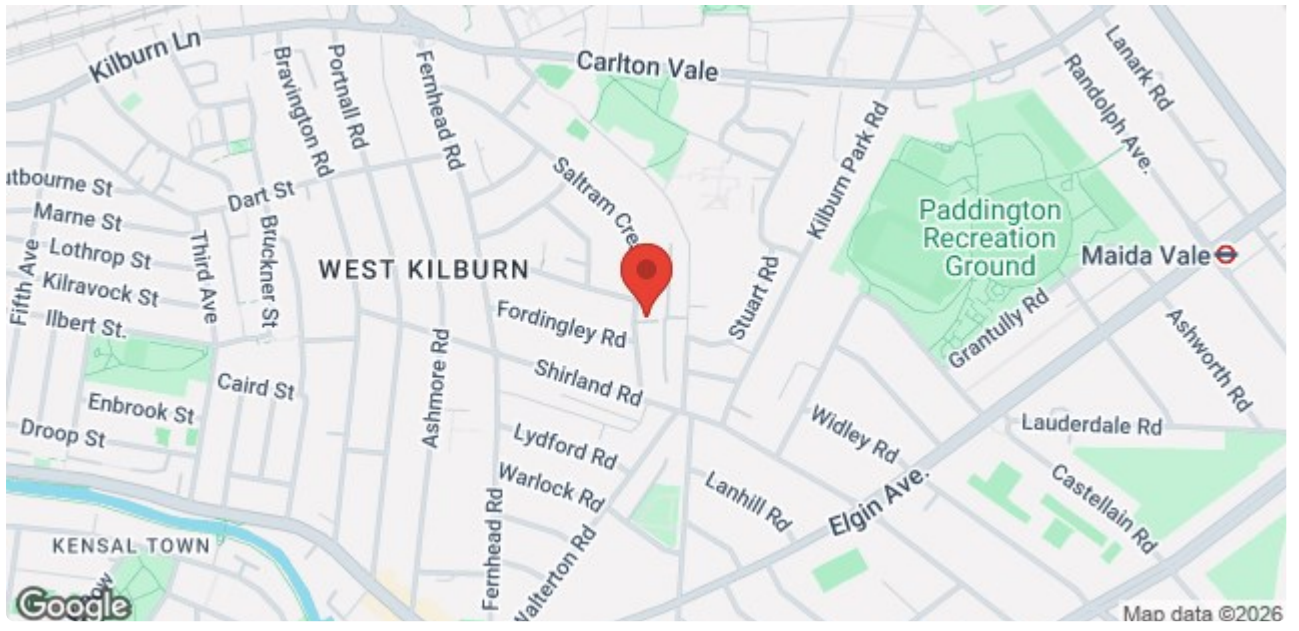 Kilburn Ln
Bravington Rd
Portnall Rd
Fernhead Rd
Carlton Vale
Lanark Rd
Randolph Ave.
Kilburn Park Rd
Saltram Cre
Dart St
Marne St
Lothrop St
Kilravock St
Ilbert St.
Fifth Ave
Third Ave
Bruckner St
WEST KILBURN
Paddington
Recreation
Ground
Maida Vale
Stuart Rd
Fordingley Rd
Shirland Rd
Ashmore Rd
Grantully Rd
Ashworth Rd
Caird St
Enbrook St
Droop St
Lydford Rd
Warlock Rd
Widley Rd
Lauderdale Rd
Castellain Rd
Lanhill Rd
Elgin Ave.
Fernhead Rd
Walterton Rd
KENSAL TOWN
Google
Map data ©2026